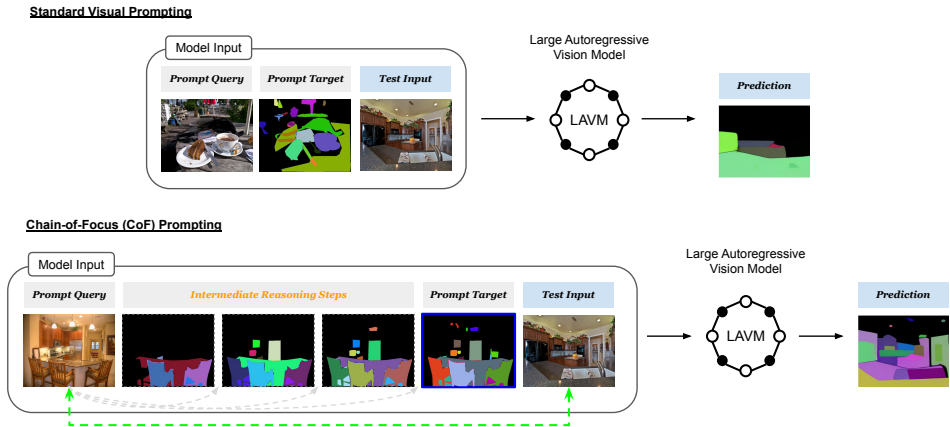 Standard Visual Prompting
Model Input
Large Autoregressive
Vision Model
Prompt Query
Prompt Target
Test Input
LAVM
Prediction
Chain-of-Focus (CoF) Prompting
Model Input
Large Autoregressive
Vision Model
Prompt Query
Intermediate Reasoning Steps
Prompt Target
Test Input
LAVM
Prediction